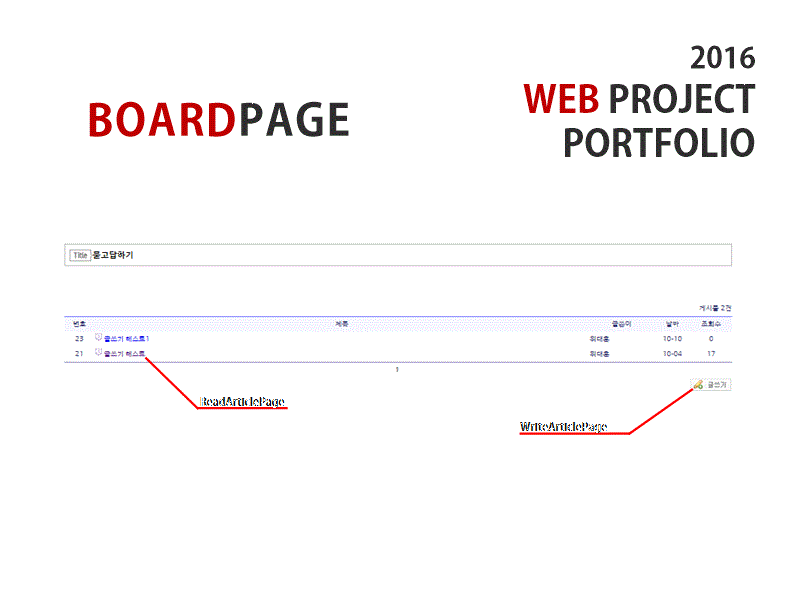 2016
WEB PROJECT
PORTFOLIO
BOARDPAGE
Title 묻고답하기
게시물 2건
번호 제목 글쓴이 날짜 조회수
23 글쓰기 테스트1 위대훈 10-10 0
21 글쓰기 테스트 위대훈 10-04 17
1
글쓰기
ReadArticlePage
WriteArticlePage